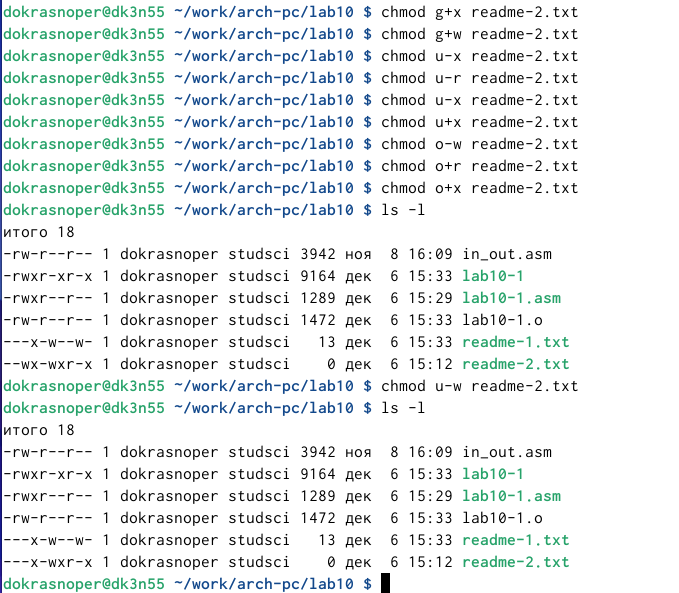 dokrasnoper@dk3n55 ~/work/arch-pc/lab10 $ chmod g+x readme-2.txt
dokrasnoper@dk3n55 ~/work/arch-pc/lab10 $ chmod g+w readme-2.txt
dokrasnoper@dk3n55 ~/work/arch-pc/lab10 $ chmod u-x readme-2.txt
dokrasnoper@dk3n55 ~/work/arch-pc/lab10 $ chmod u-r readme-2.txt
dokrasnoper@dk3n55 ~/work/arch-pc/lab10 $ chmod u-x readme-2.txt
dokrasnoper@dk3n55 ~/work/arch-pc/lab10 $ chmod u+x readme-2.txt
dokrasnoper@dk3n55 ~/work/arch-pc/lab10 $ chmod o-w readme-2.txt
dokrasnoper@dk3n55 ~/work/arch-pc/lab10 $ chmod o+r readme-2.txt
dokrasnoper@dk3n55 ~/work/arch-pc/lab10 $ chmod o+x readme-2.txt
dokrasnoper@dk3n55 ~/work/arch-pc/lab10 $ ls -l
итого 18
-rw-r--r-- 1 dokrasnoper studsci 3942 ноя  8 16:09 in_out.asm
-rwxr-xr-x 1 dokrasnoper studsci 9164 дек  6 15:33 lab10-1
-rwxr--r-- 1 dokrasnoper studsci 1289 дек  6 15:29 lab10-1.asm
-rw-r--r-- 1 dokrasnoper studsci 1472 дек  6 15:33 lab10-1.o
---x-w--w- 1 dokrasnoper studsci   13 дек  6 15:33 readme-1.txt
--wx-wxr-x 1 dokrasnoper studsci    0 дек  6 15:12 readme-2.txt
dokrasnoper@dk3n55 ~/work/arch-pc/lab10 $ chmod u-w readme-2.txt
dokrasnoper@dk3n55 ~/work/arch-pc/lab10 $ ls -l
итого 18
-rw-r--r-- 1 dokrasnoper studsci 3942 ноя  8 16:09 in_out.asm
-rwxr-xr-x 1 dokrasnoper studsci 9164 дек  6 15:33 lab10-1
-rwxr--r-- 1 dokrasnoper studsci 1289 дек  6 15:29 lab10-1.asm
-rw-r--r-- 1 dokrasnoper studsci 1472 дек  6 15:33 lab10-1.o
---x-w--w- 1 dokrasnoper studsci   13 дек  6 15:33 readme-1.txt
---x-wxr-x 1 dokrasnoper studsci    0 дек  6 15:12 readme-2.txt
dokrasnoper@dk3n55 ~/work/arch-pc/lab10 $